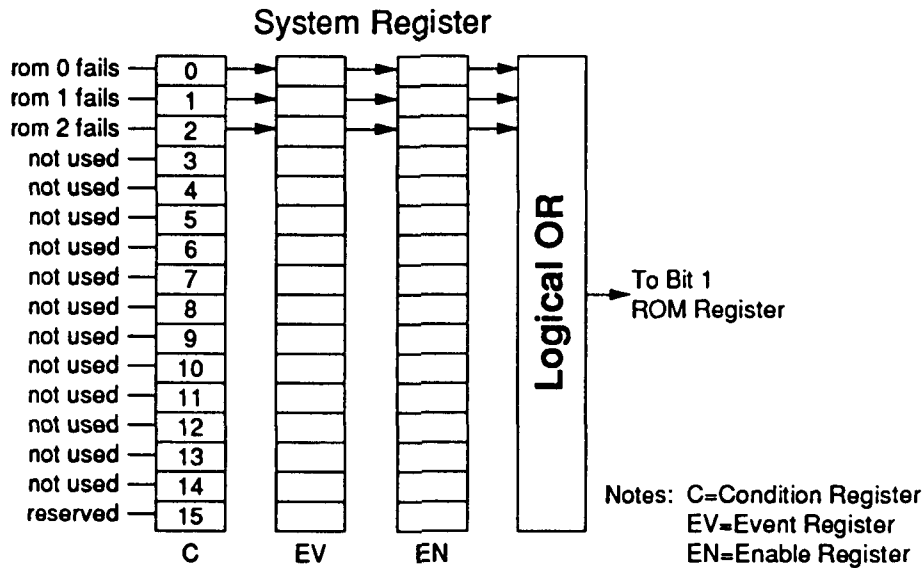 System Register
rom 0 fails 0
rom 1 fails 1
rom 2 fails 2
not used 3
not used 4
not used 5
not used 6
not used 7
not used 8
not used 9
not used 10
not used 11
not used 12
not used 13
not used 14
reserved 15
C EV EN
Logical OR
To Bit 1
ROM Register
Notes: C=Condition Register
EV=Event Register
EN=Enable Register